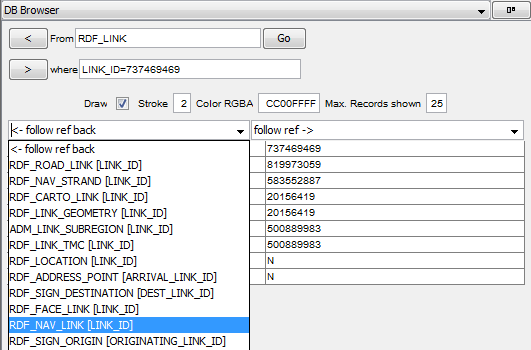 DB Browser
< From RDF_LINK Go
> where LINK_ID=737469469
Draw Stroke 2 Color RGBA CC00FFFF Max. Records shown 25
<- follow ref back follow ref ->
<- follow ref back 737469469
RDF_ROAD_LINK [LINK_ID] 819973059
RDF_NAV_STRAND [LINK_ID] 583552887
RDF_CARTO_LINK [LINK_ID] 20156419
RDF_LINK_GEOMETRY [LINK_ID] 20156419
ADM_LINK_SUBREGION [LINK_ID] 500889983
RDF_LINK_TMC [LINK_ID] 500889983
RDF_LOCATION [LINK_ID] N
RDF_ADDRESS_POINT [ARRIVAL_LINK_ID] N
RDF_SIGN_DESTINATION [DEST_LINK_ID]
RDF_FACE_LINK [LINK_ID]
RDF_NAV_LINK [LINK_ID]
RDF_SIGN_ORIGIN [ORIGINATING_LINK_ID]